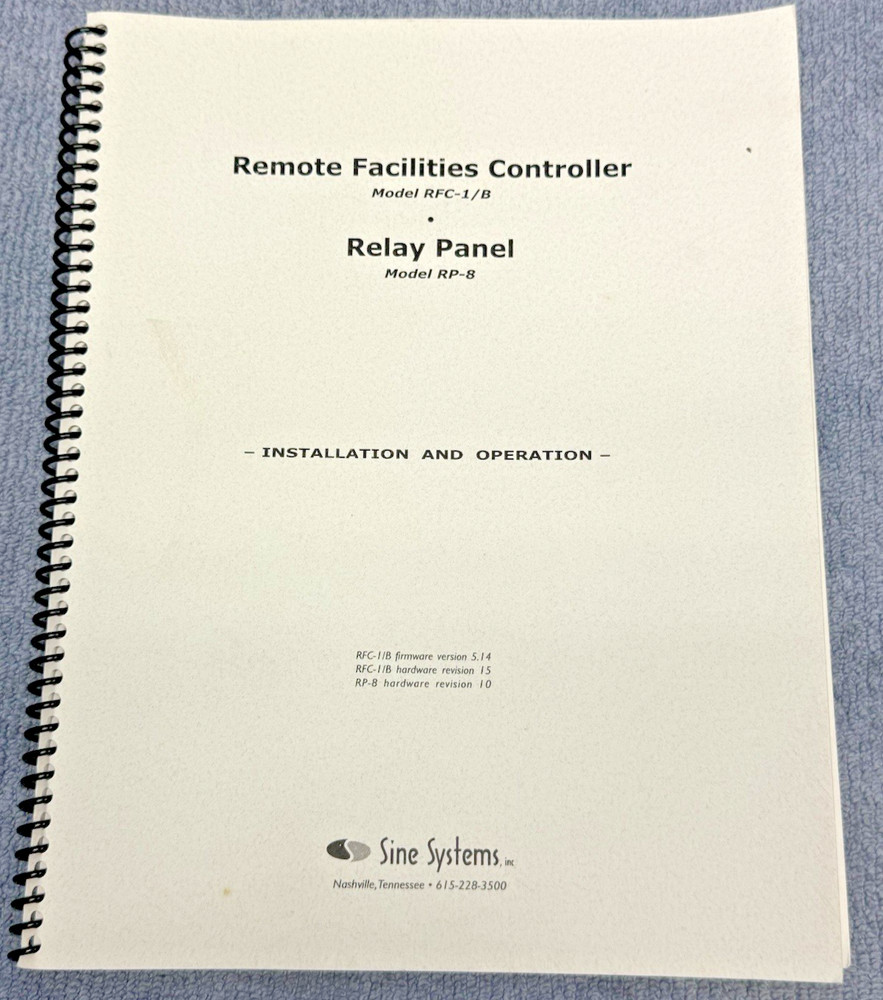 Remote Facilities Controller
Model RFC-1/B
•
Relay Panel
Model RP-8
– INSTALLATION AND OPERATION –
RFC-1/B firmware version 5.14
RFC-1/B hardware revision 15
RP-8 hardware revision 10
Sine Systems, inc
Nashville, Tennessee • 615-228-3500